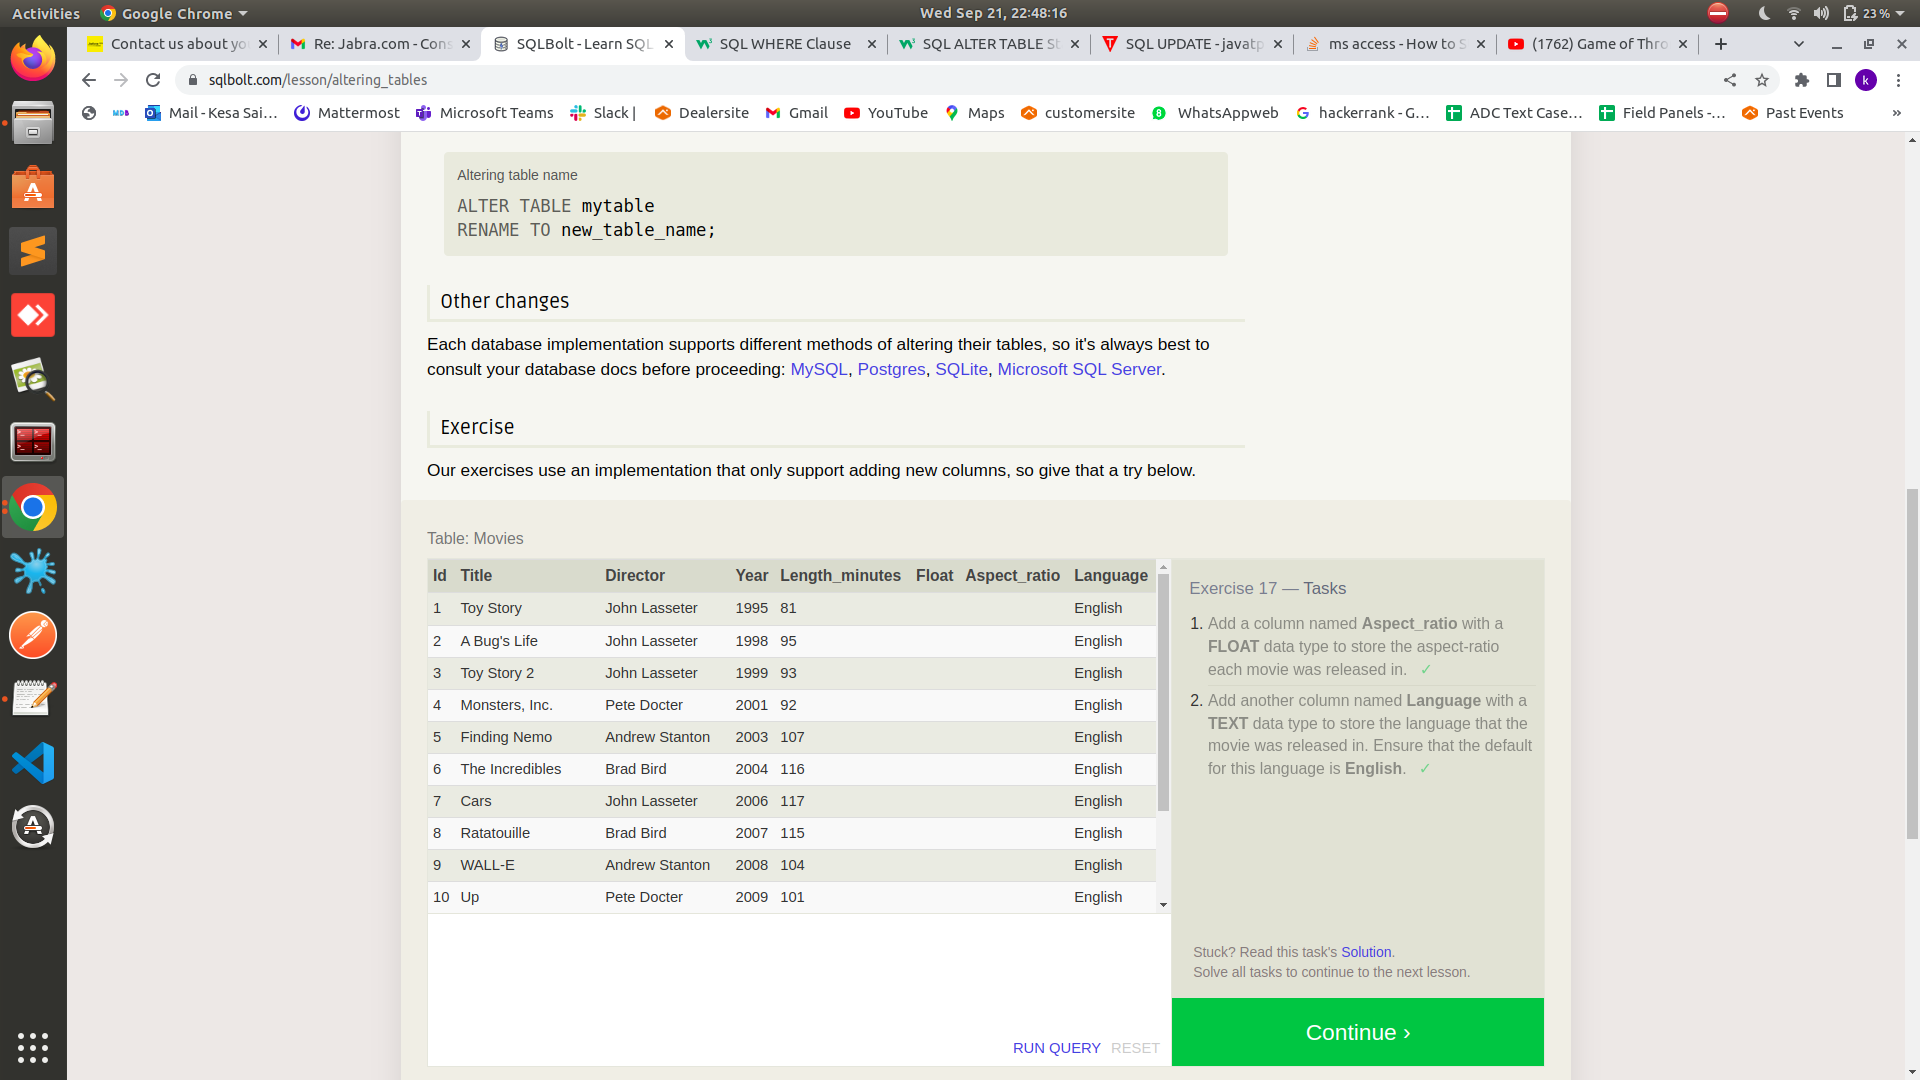 Activities
Google Chrome
Wed Sep 21, 22:48:16
23 %
Contact us about yo
Re: Jabra.com - Cons
SQLBolt - Learn SQL
SQL WHERE Clause
SQL ALTER TABLE St
SQL UPDATE - javatp
ms access - How to S
(1762) Game of Thro
sqlbolt.com/lesson/altering_tables
k
MDB
Mail - Kesa Sai...
Mattermost
Microsoft Teams
Slack |
Dealersite
Gmail
YouTube
Maps
customersite
WhatsAppweb
hackerrank - G...
ADC Text Case...
Field Panels -...
Past Events
»
Altering table name
ALTER TABLE mytable
RENAME TO new_table_name;
Other changes
Each database implementation supports different methods of altering their tables, so it's always best to
consult your database docs before proceeding: MySQL, Postgres, SQLite, Microsoft SQL Server.
Exercise
Our exercises use an implementation that only support adding new columns, so give that a try below.
Table: Movies
Id Title Director Year Length_minutes Float Aspect_ratio Language
1 Toy Story John Lasseter 1995 81 English
2 A Bug's Life John Lasseter 1998 95 English
3 Toy Story 2 John Lasseter 1999 93 English
4 Monsters, Inc. Pete Docter 2001 92 English
5 Finding Nemo Andrew Stanton 2003 107 English
6 The Incredibles Brad Bird 2004 116 English
7 Cars John Lasseter 2006 117 English
8 Ratatouille Brad Bird 2007 115 English
9 WALL-E Andrew Stanton 2008 104 English
10 Up Pete Docter 2009 101 English
RUN QUERY RESET
Exercise 17 — Tasks
1. Add a column named Aspect_ratio with a
FLOAT data type to store the aspect-ratio
each movie was released in. ✓
2. Add another column named Language with a
TEXT data type to store the language that the
movie was released in. Ensure that the default
for this language is English. ✓
Stuck? Read this task's Solution.
Solve all tasks to continue to the next lesson.
Continue ›